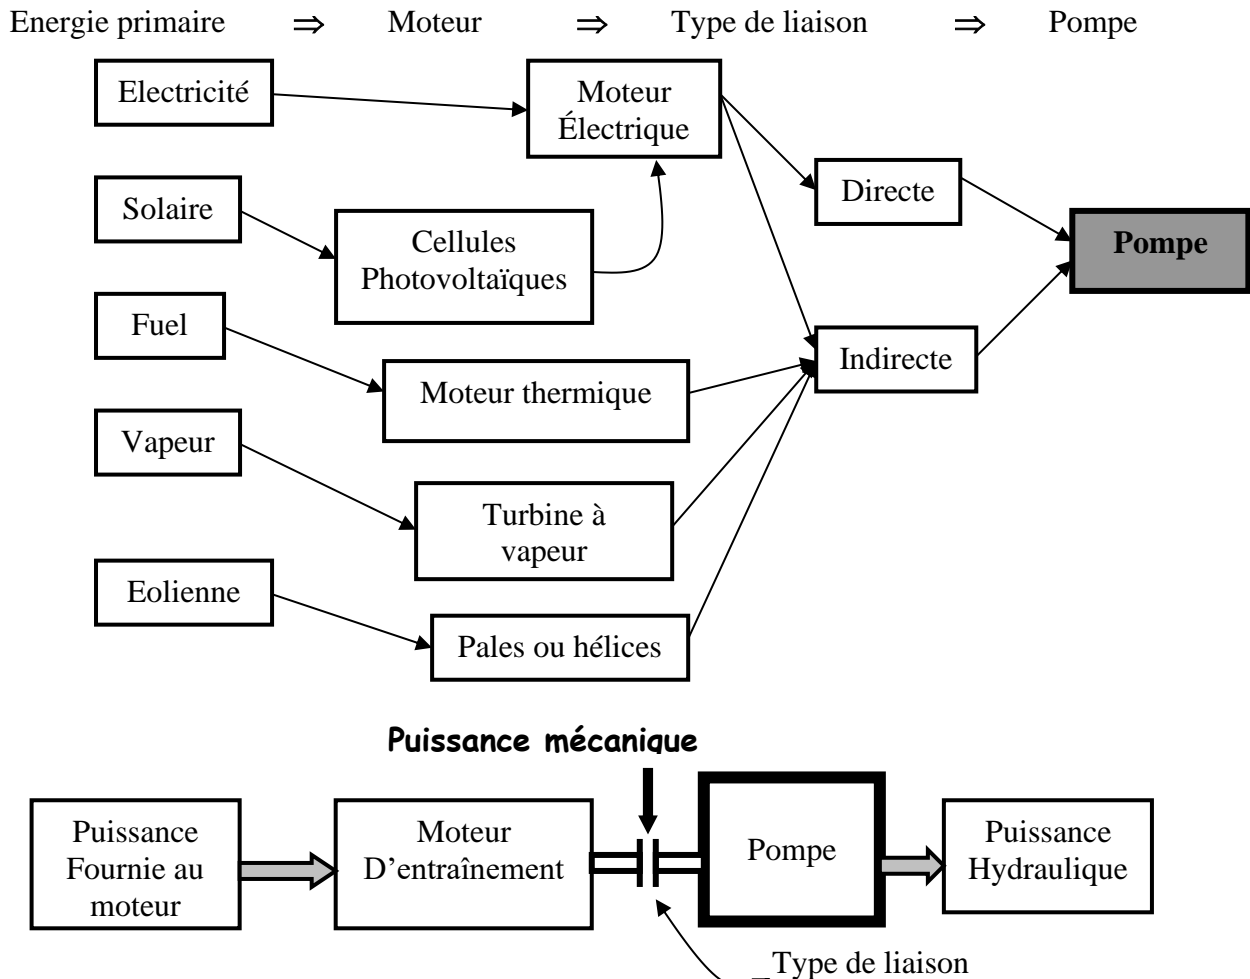 Energie primaire ⇒ Moteur ⇒ Type de liaison ⇒ Pompe
Electricité
Moteur
Électrique
Solaire
Directe
Cellules
Photovoltaïques
Pompe
Fuel
Indirecte
Moteur thermique
Vapeur
Turbine à
vapeur
Eolienne
Pales ou hélices
Puissance mécanique
Puissance
Fournie au
moteur
Moteur
D’entraînement
Pompe
Puissance
Hydraulique
Type de liaison